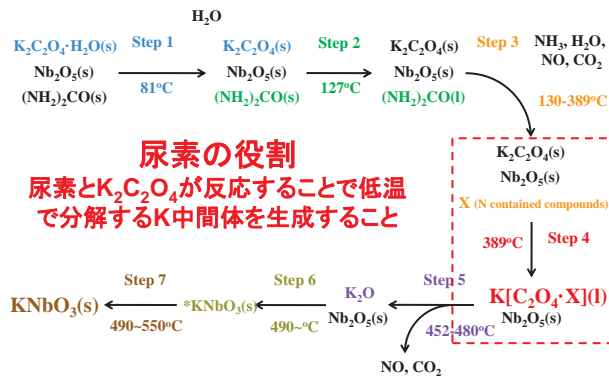 H₂O
K₂C₂O₄·H₂O(s) Step 1 K₂C₂O₄(s) Step 2 K₂C₂O₄(s) Step 3 NH₃, H₂O,
Nb₂O₅(s) Nb₂O₅(s) Nb₂O₅(s) NO, CO₂
(NH₂)₂CO(s) 81°C (NH₂)₂CO(s) 127°C (NH₂)₂CO(l) 130-389°C
尿素の役割
尿素とK₂C₂O₄が反応することで低温
で分解するK中間体を生成すること
K₂C₂O₄(s)
Nb₂O₅(s)
X (N contained compounds)
389°C Step 4
K[C₂O₄·X](l)
Nb₂O₅(s)
Step 5
452-480°C
NO, CO₂
K₂O
Nb₂O₅(s)
Step 6
490~°C
*KNbO₃(s)
Step 7
490~550°C
KNbO₃(s)